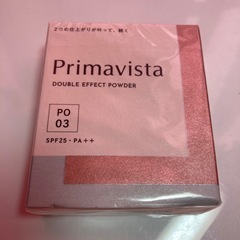 2つの仕上がりが叶って、続く
Primavista
DOUBLE EFFECT POWDER
PO
03
SPF25・PA++